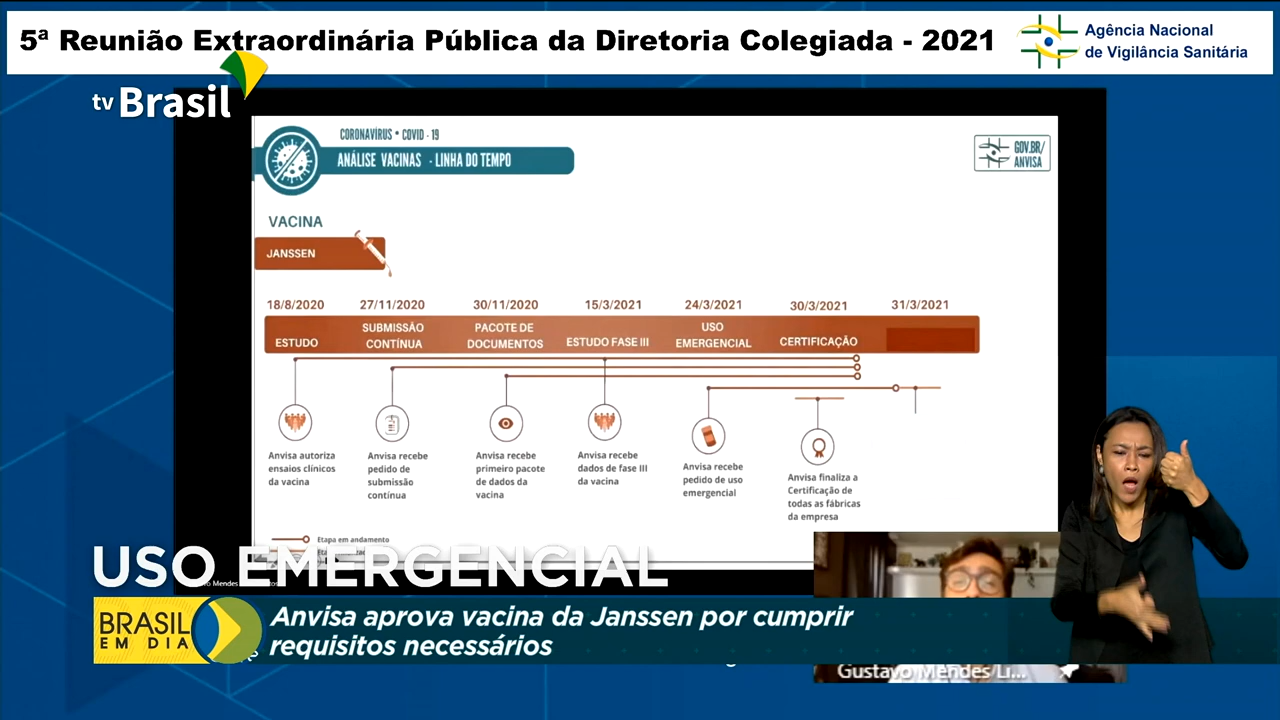 5ª Reunião Extraordinária Pública da Diretoria Colegiada - 2021
Agência Nacional
de Vigilância Sanitária
tv Brasil
CORONAVÍRUS • COVID - 19
ANÁLISE VACINAS - LINHA DO TEMPO
GOV.BR/
ANVISA
VACINA
JANSSEN
18/8/2020 27/11/2020 30/11/2020 15/3/2021 24/3/2021 30/3/2021 31/3/2021
ESTUDO
SUBMISSÃO
CONTÍNUA
PACOTE DE
DOCUMENTOS
ESTUDO FASE III
USO
EMERGENCIAL
CERTIFICAÇÃO
Anvisa autoriza
ensaios clínicos
da vacina
Anvisa recebe
pedido de
submissão
contínua
Anvisa recebe
primeiro pacote
de dados da
vacina
Anvisa recebe
dados de fase III
da vacina
Anvisa recebe
pedido de uso
emergencial
Anvisa finaliza a
Certificação de
todas as fábricas
da empresa
Etapa em andamento
USO EMERGENCIAL
BRASIL
EM DIA
Anvisa aprova vacina da Janssen por cumprir
requisitos necessários
Gustavo Mendes Li...